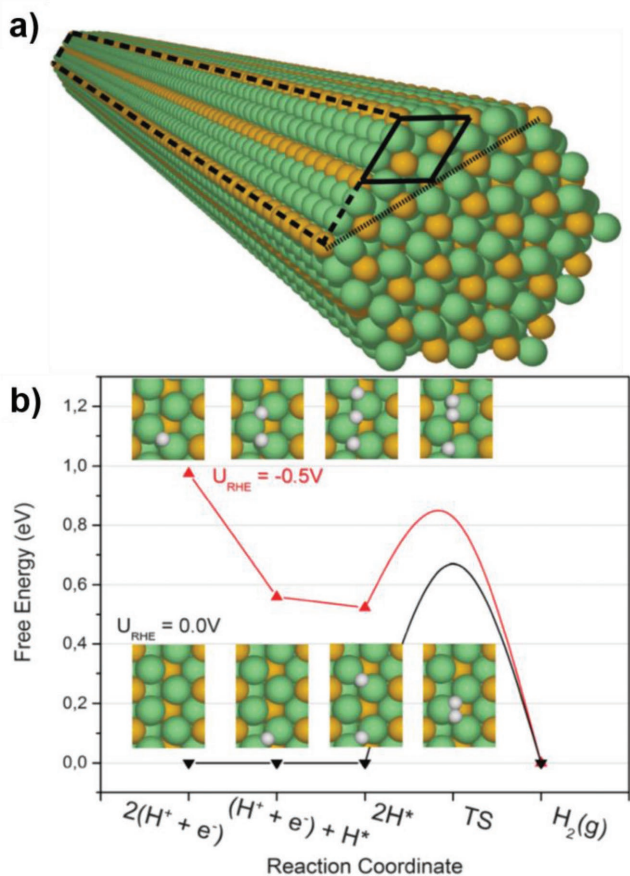 a)
b)
1,2
1,0
0,8
0,6
0,4
0,2
0,0
Free Energy (eV)
U_RHE = -0.5V
U_RHE = 0.0V
2(H⁺ + e⁻)
(H⁺ + e⁻) + H*
2H*
TS
H₂(g)
Reaction Coordinate